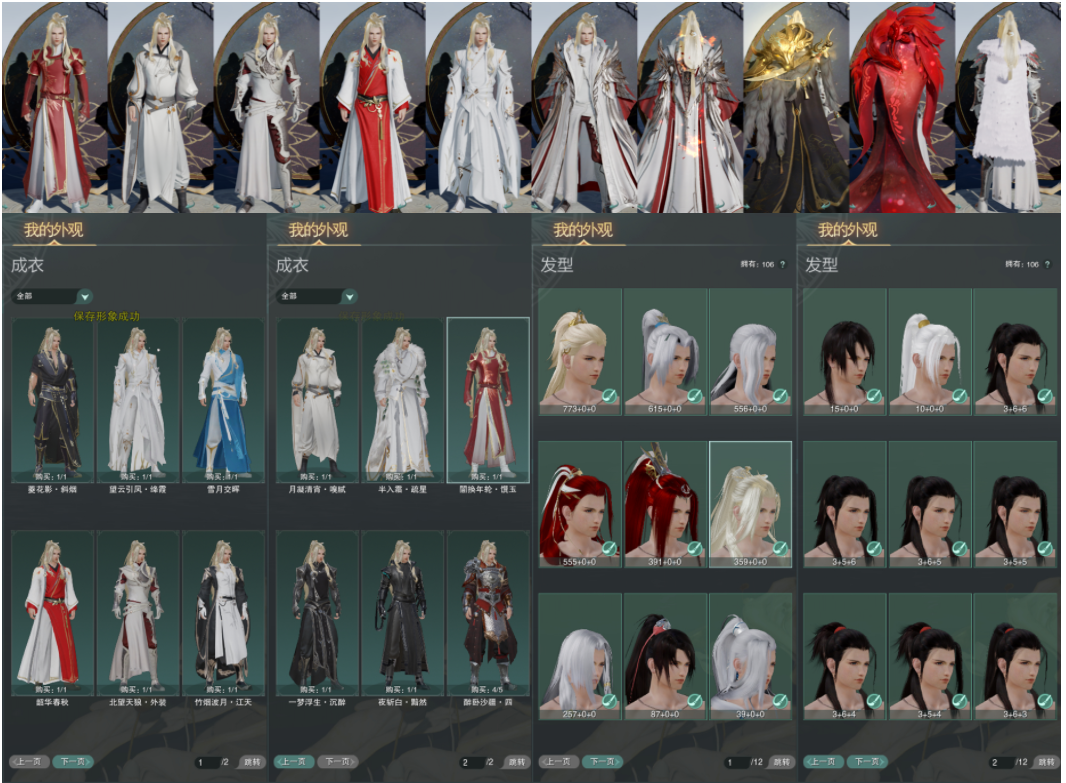 我的外观
成衣
全部
保存形象成功
购买：1/1
购买：1/1
购买：1/1
菱花影·斜烟
望云引凤·绛霞
雪月交晖
购买：1/1
购买：1/1
购买：1/1
韶华春秋
北望天狼·外装
竹烟波月·江天
上一页
下一页
1
/2
跳转
我的外观
成衣
全部
保存形象成功
购买：1/1
购买：1/1
购买：1/1
月凝清宵
半入霜·疏星
购买：1/1
购买：1/1
购买：4/5
一梦浮生·沉醉
夜斩白·黯然
醉卧沙疆·四
上一页
下一页
2
/2
跳转
我的外观
发型
拥有：106 ?
773+0+0
615+0+0
556+0+0
555+0+0
391+0+0
359+0+0
257+0+0
87+0+0
39+0+0
上一页
下一页
1
/12
跳转
我的外观
发型
拥有：106 ?
15+0+0
10+0+0
3+6+6
3+5+6
3+6+5
3+5+5
3+6+4
3+5+4
3+6+3
上一页
下一页
2
/12
跳转